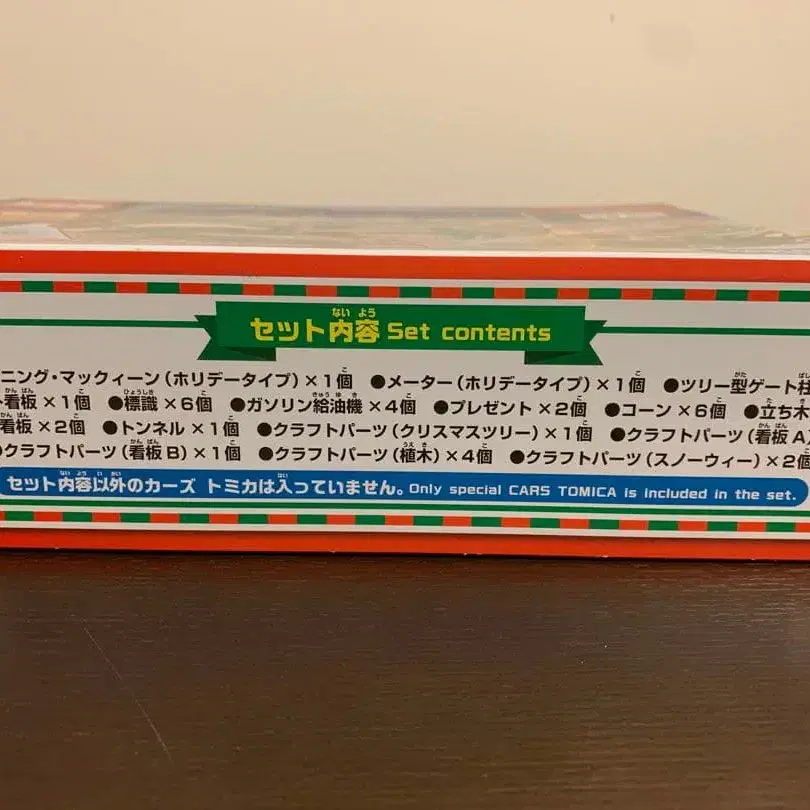 セット内容 Set contents
ニング・マックィーン(ホリデータイプ)×1個 ●メーター(ホリデータイプ)×1個 ●ツリー型ゲート柱
看板×1個 ●標識×6個 ●ガソリン給油機×4個 ●プレゼント×2個 ●コーン×6個 ●立ち木
看板×2個 ●トンネル×1個 ●クラフトパーツ(クリスマスツリー)×1個 ●クラフトパーツ(看板A)
クラフトパーツ(看板B)×1個 ●クラフトパーツ(植木)×4個 ●クラフトパーツ(スノーウィー)×2個
セット内容以外のカーズ トミカは入っていません。Only special CARS TOMICA is included in the set.